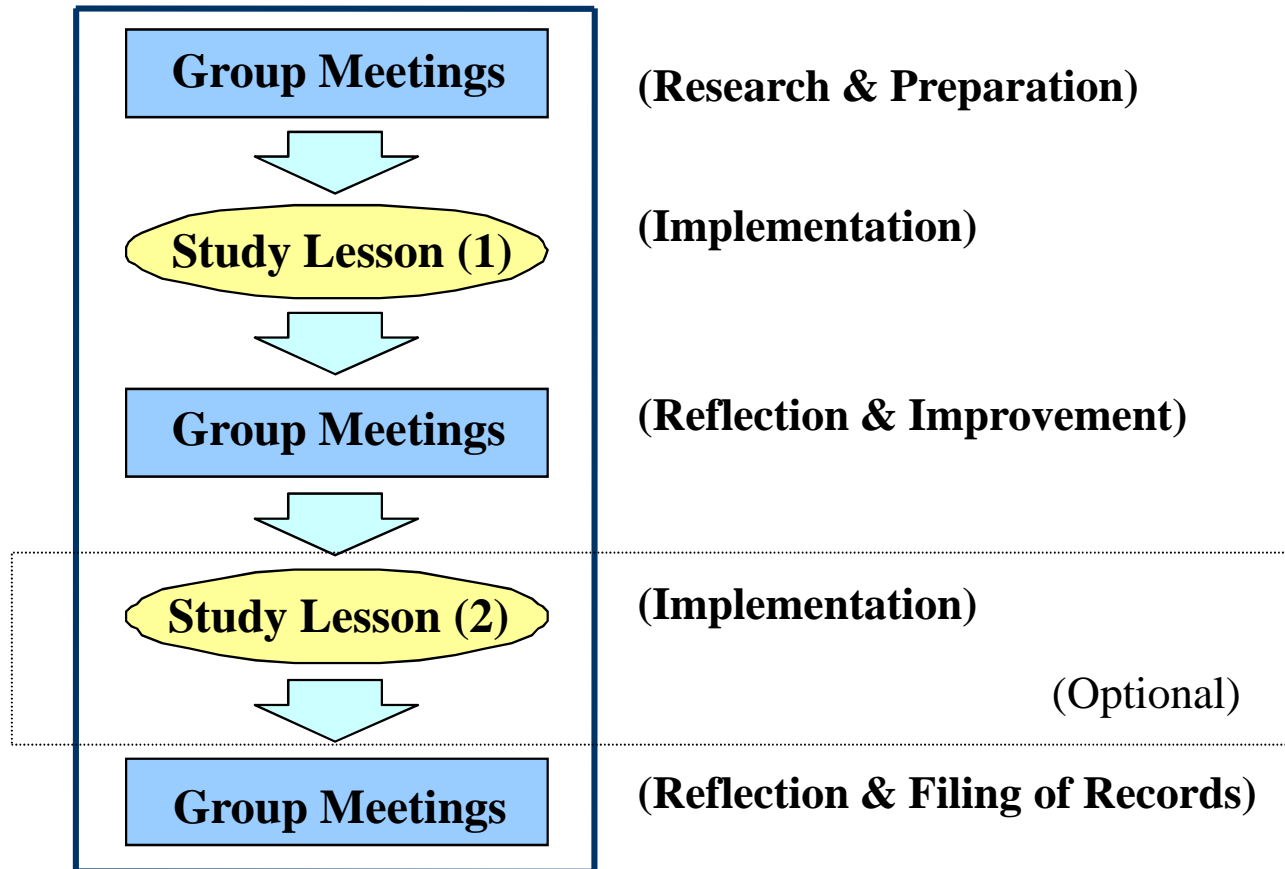 Group Meetings
(Research & Preparation)
Study Lesson (1)
(Implementation)
Group Meetings
(Reflection & Improvement)
Study Lesson (2)
(Implementation)
(Optional)
Group Meetings
(Reflection & Filing of Records)